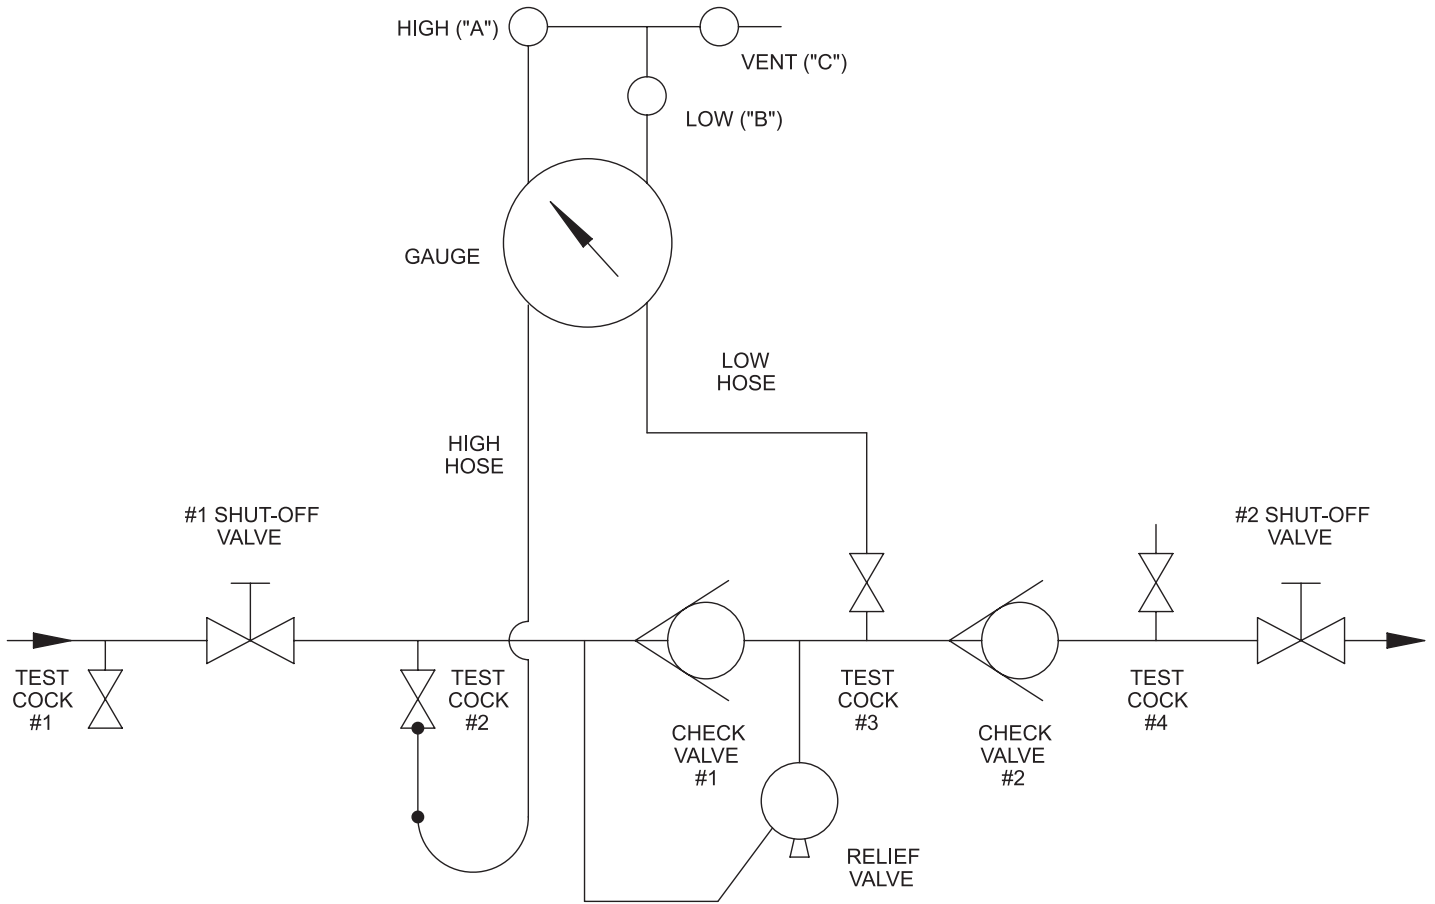 HIGH ("A")
VENT ("C")
LOW ("B")
GAUGE
LOW
HOSE
HIGH
HOSE
#1 SHUT-OFF
VALVE
#2 SHUT-OFF
VALVE
TEST
COCK
#1
TEST
COCK
#2
CHECK
VALVE
#1
TEST
COCK
#3
CHECK
VALVE
#2
TEST
COCK
#4
RELIEF
VALVE